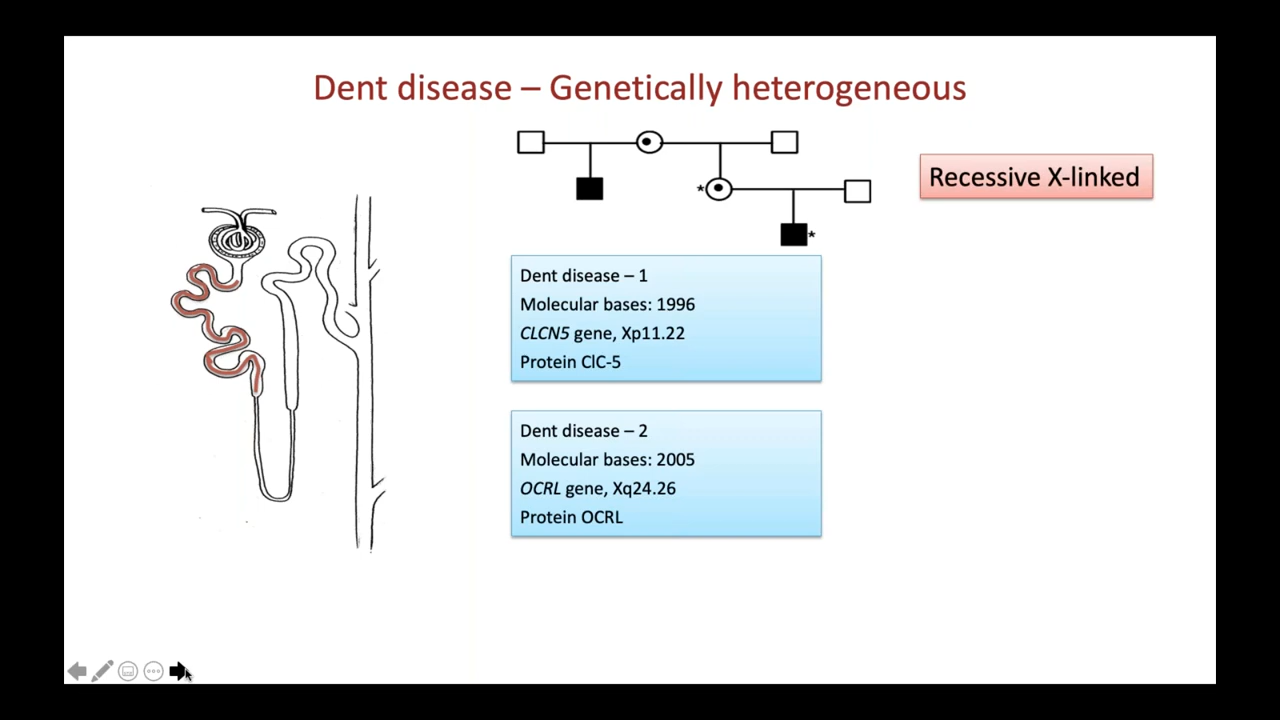 Dent disease – Genetically heterogeneous
Recessive X-linked
*
*
Dent disease – 1
Molecular bases: 1996
CLCN5 gene, Xp11.22
Protein ClC-5
Dent disease – 2
Molecular bases: 2005
OCRL gene, Xq24.26
Protein OCRL